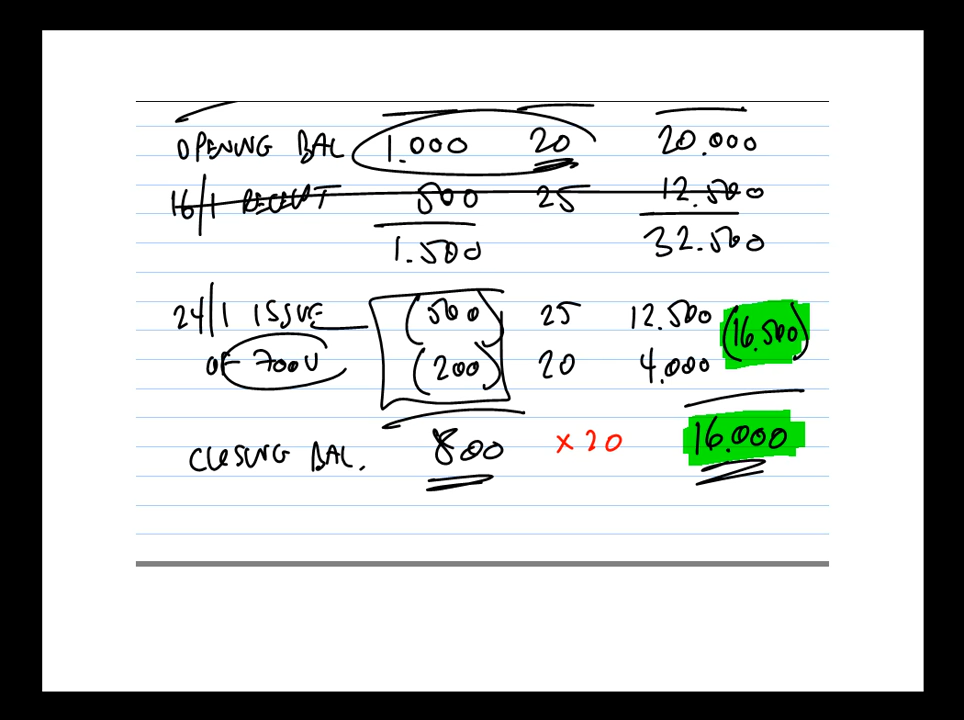 OPENING BAL 1.000 20 20.000
16/1 RECEIPT 500 25 12.500
1.500 32.500
24/1 ISSUE (500) 25 12.500 (16.500)
OF 700U (200) 20 4.000
CLOSING BAL. 800 x 20 16.000